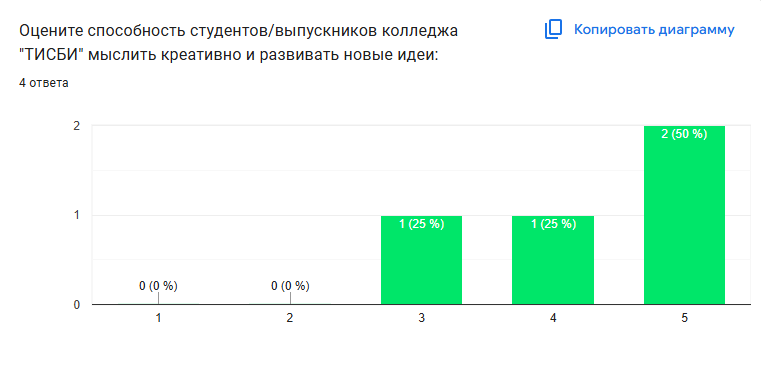 Оцените способность студентов/выпускников колледжа
"ТИСБИ" мыслить креативно и развивать новые идеи:
Копировать диаграмму
4 ответа
2
1
0
0 (0 %)
0 (0 %)
1 (25 %)
1 (25 %)
2 (50 %)
1
2
3
4
5